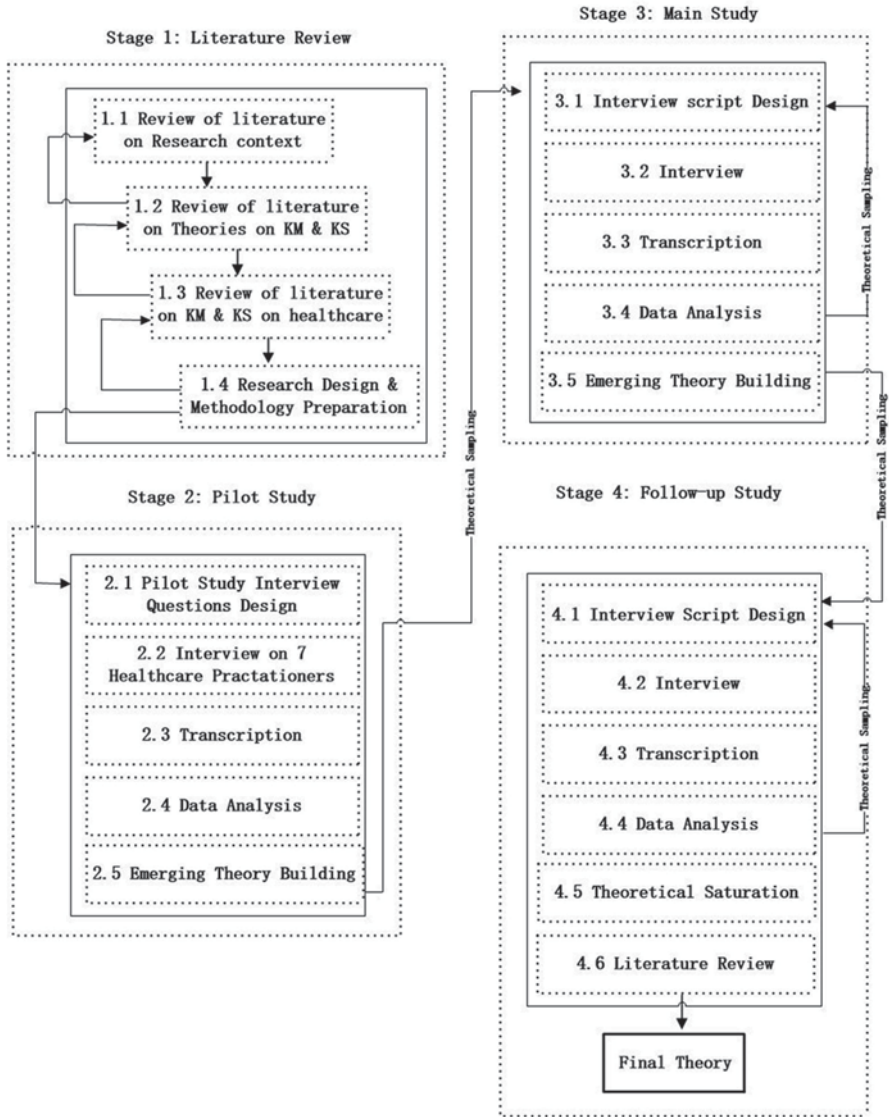 Stage 1: Literature Review
1.1 Review of literature
on Research context
1.2 Review of literature
on Theories on KM & KS
1.3 Review of literature
on KM & KS on healthcare
1.4 Research Design &
Methodology Preparation
Stage 2: Pilot Study
2.1 Pilot Study Interview
Questions Design
2.2 Interview on 7
Healthcare Practationers
2.3 Transcription
2.4 Data Analysis
2.5 Emerging Theory Building
Theoretical Sampling
Stage 3: Main Study
3.1 Interview script Design
3.2 Interview
3.3 Transcription
3.4 Data Analysis
3.5 Emerging Theory Building
Theoretical Sampling
Theoretical Sampling
Stage 4: Follow-up Study
4.1 Interview Script Design
4.2 Interview
4.3 Transcription
4.4 Data Analysis
4.5 Theoretical Saturation
4.6 Literature Review
Theoretical Sampling
Final Theory